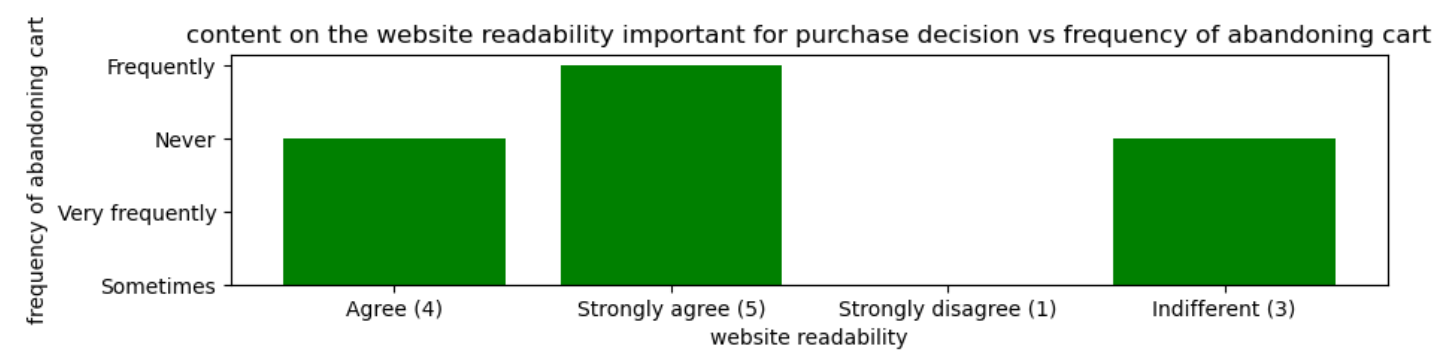 content on the website readability important for purchase decision vs frequency of abandoning cart
frequency of abandoning cart
Frequently
Never
Very frequently
Sometimes
Agree (4)
Strongly agree (5)
Strongly disagree (1)
Indifferent (3)
website readability